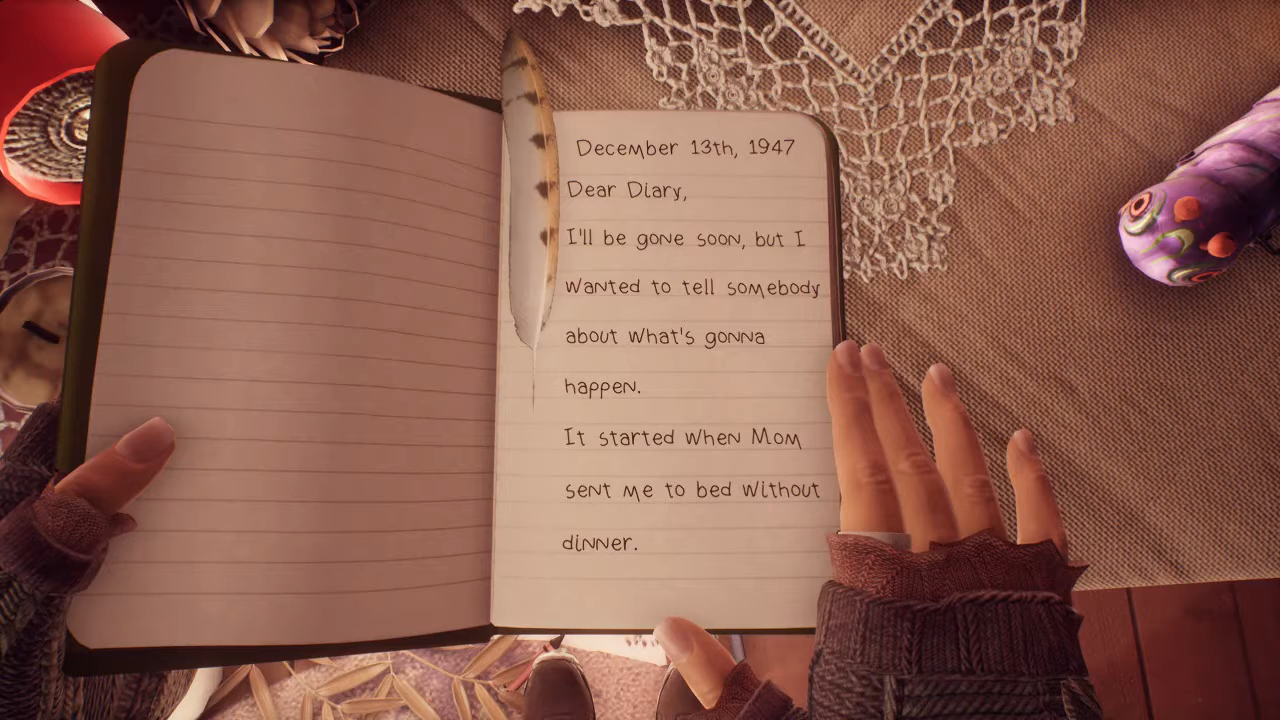 December 13th, 1947
Dear Diary,
I'll be gone soon, but I
wanted to tell somebody
about what's gonna
happen.
It started when Mom
sent me to bed without
dinner.